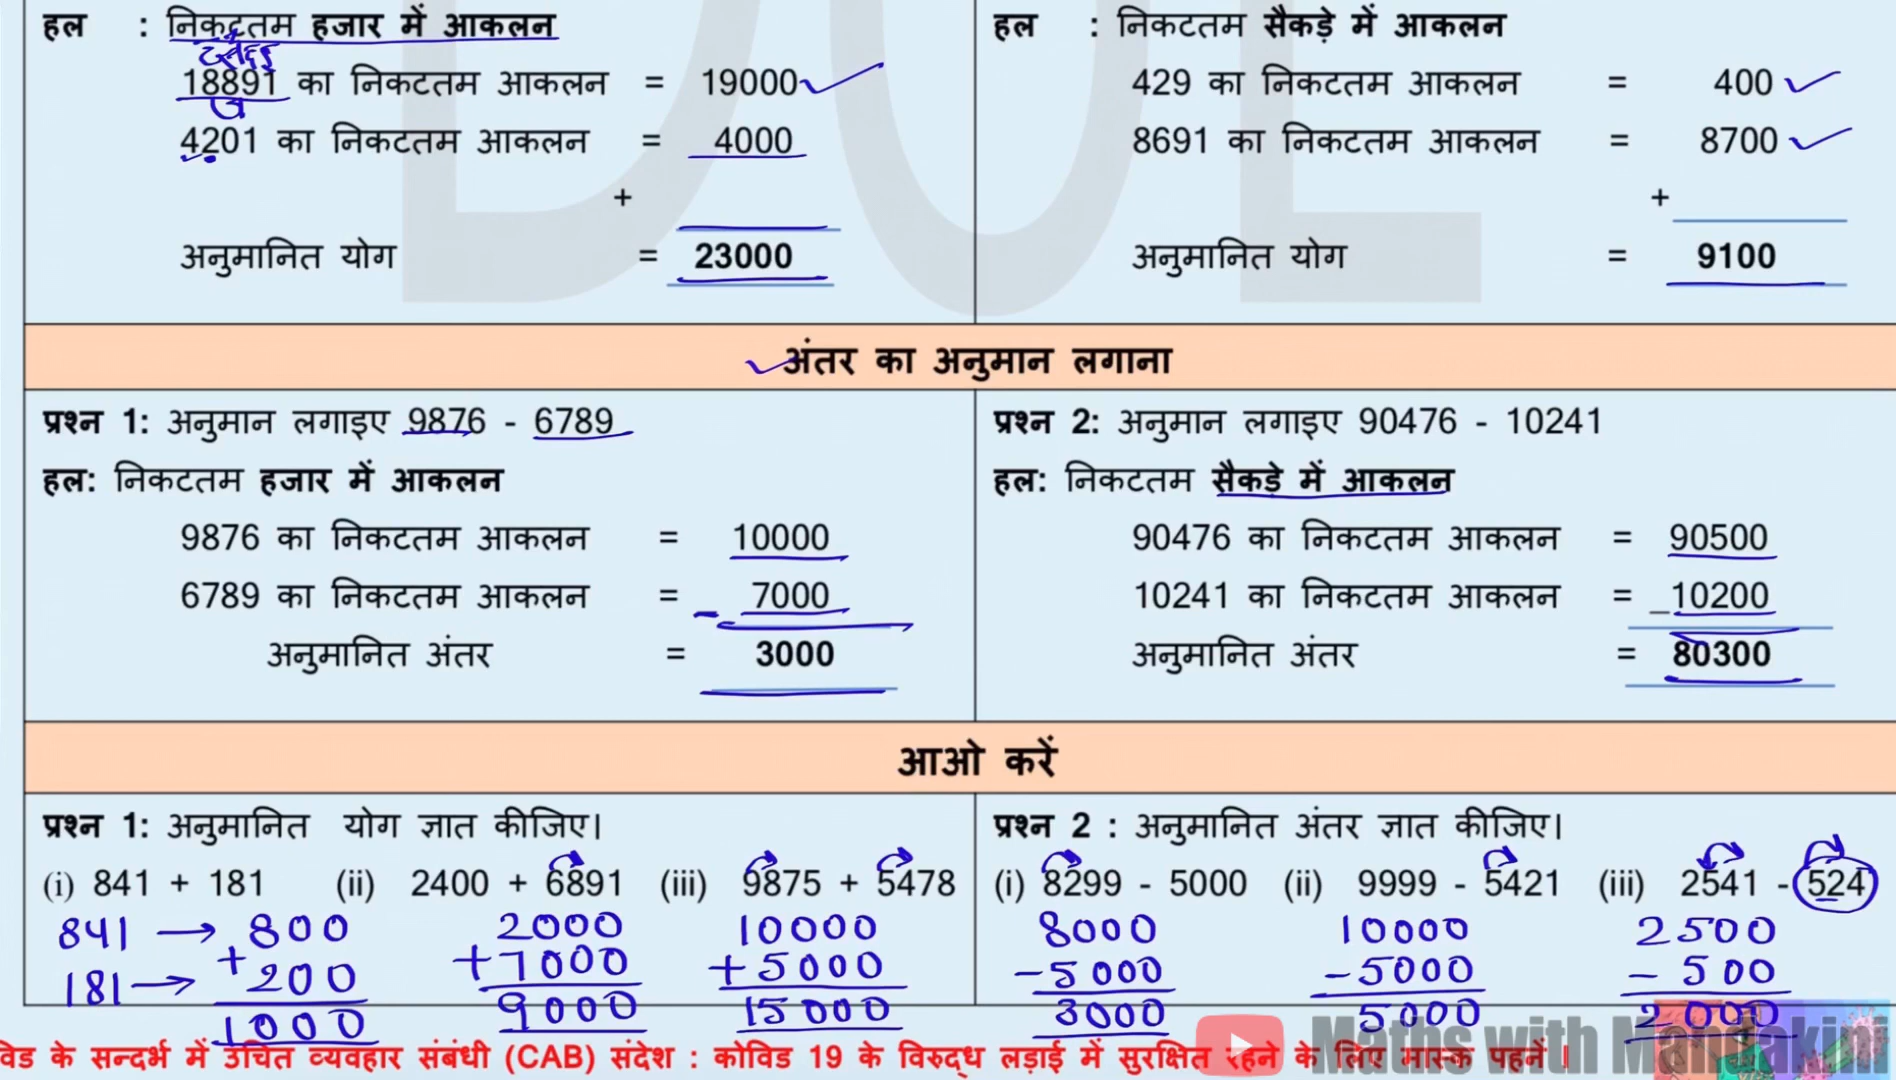 हल : निकटतम हजार में आकलन
18891 का निकटतम आकलन = 19000
4201 का निकटतम आकलन = 4000
+
अनुमानित योग = 23000
हल : निकटतम सैकड़े में आकलन
429 का निकटतम आकलन = 400
8691 का निकटतम आकलन = 8700
+
अनुमानित योग = 9100
अंतर का अनुमान लगाना
प्रश्न 1: अनुमान लगाइए 9876 - 6789
हल: निकटतम हजार में आकलन
9876 का निकटतम आकलन = 10000
6789 का निकटतम आकलन = - 7000
अनुमानित अंतर = 3000
प्रश्न 2: अनुमान लगाइए 90476 - 10241
हल: निकटतम सैकड़े में आकलन
90476 का निकटतम आकलन = 90500
10241 का निकटतम आकलन = _10200
अनुमानित अंतर = 80300
आओ करें
प्रश्न 1: अनुमानित योग ज्ञात कीजिए।
(i) 841 + 181 (ii) 2400 + 6891 (iii) 9875 + 5478
841 → 800 2000 10000
181 → + 200 +7000 +5000
1000 9000 15000
प्रश्न 2 : अनुमानित अंतर ज्ञात कीजिए।
(i) 8299 - 5000 (ii) 9999 - 5421 (iii) 2541 - 524
8000 10000 2500
- 5000 - 5000 - 500
3000 5000 2000
विड के सन्दर्भ में उचित व्यवहार संबंधी (CAB) संदेश : कोविड 19 के विरुद्ध लड़ाई में सुरक्षित रहने के लिए मास्क पहनें ।
Maths with Mandakini